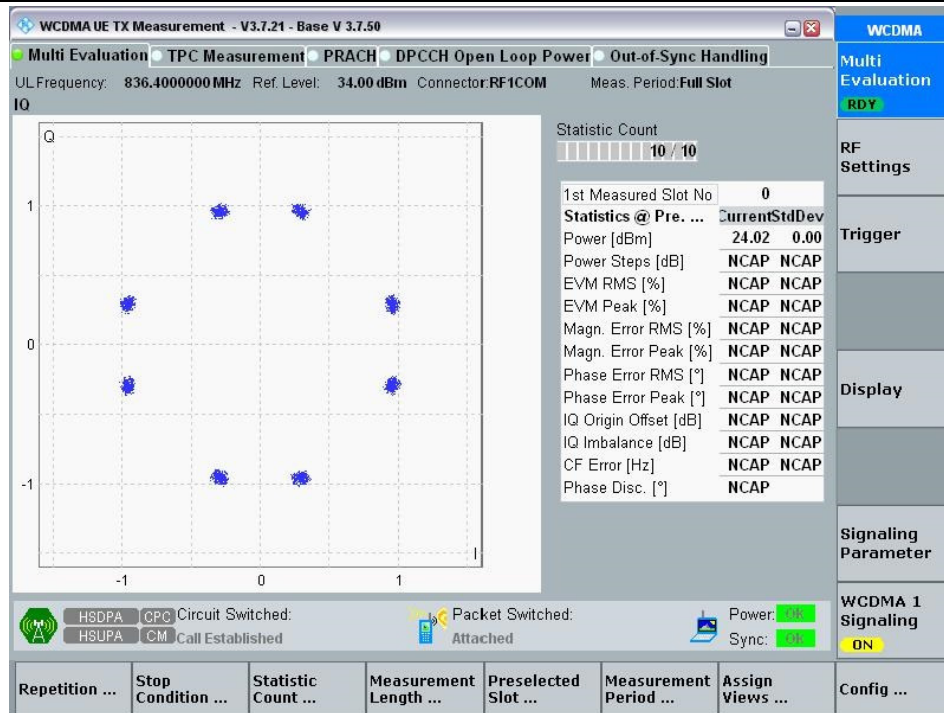 WCDMA UE TX Measurement - V3.7.21 - Base V 3.7.50
WCDMA
Multi Evaluation TPC Measurement PRACH DPCCH Open Loop Power Out-of-Sync Handling
UL Frequency: 836.4000000 MHz Ref. Level: 34.00 dBm Connector:RF1COM Meas. Period:Full Slot
IQ
Q
1
0
-1
I
-1 0 1
Statistic Count
10 / 10
1st Measured Slot No 0
Statistics @ Pre. ... Current StdDev
Power [dBm] 24.02 0.00
Power Steps [dB] NCAP NCAP
EVM RMS [%] NCAP NCAP
EVM Peak [%] NCAP NCAP
Magn. Error RMS [%] NCAP NCAP
Magn. Error Peak [%] NCAP NCAP
Phase Error RMS [°] NCAP NCAP
Phase Error Peak [°] NCAP NCAP
IQ Origin Offset [dB] NCAP NCAP
IQ Imbalance [dB] NCAP NCAP
CF Error [Hz] NCAP NCAP
Phase Disc. [°] NCAP
Multi
Evaluation
RDY
RF
Settings
Trigger
Display
Signaling
Parameter
WCDMA 1
Signaling
ON
HSDPA CPC Circuit Switched: Packet Switched: Power: OK
HSUPA CM Call Established Attached Sync: OK
Repetition ...
Stop
Condition ...
Statistic
Count ...
Measurement
Length ...
Preselected
Slot ...
Measurement
Period ...
Assign
Views ...
Config ...